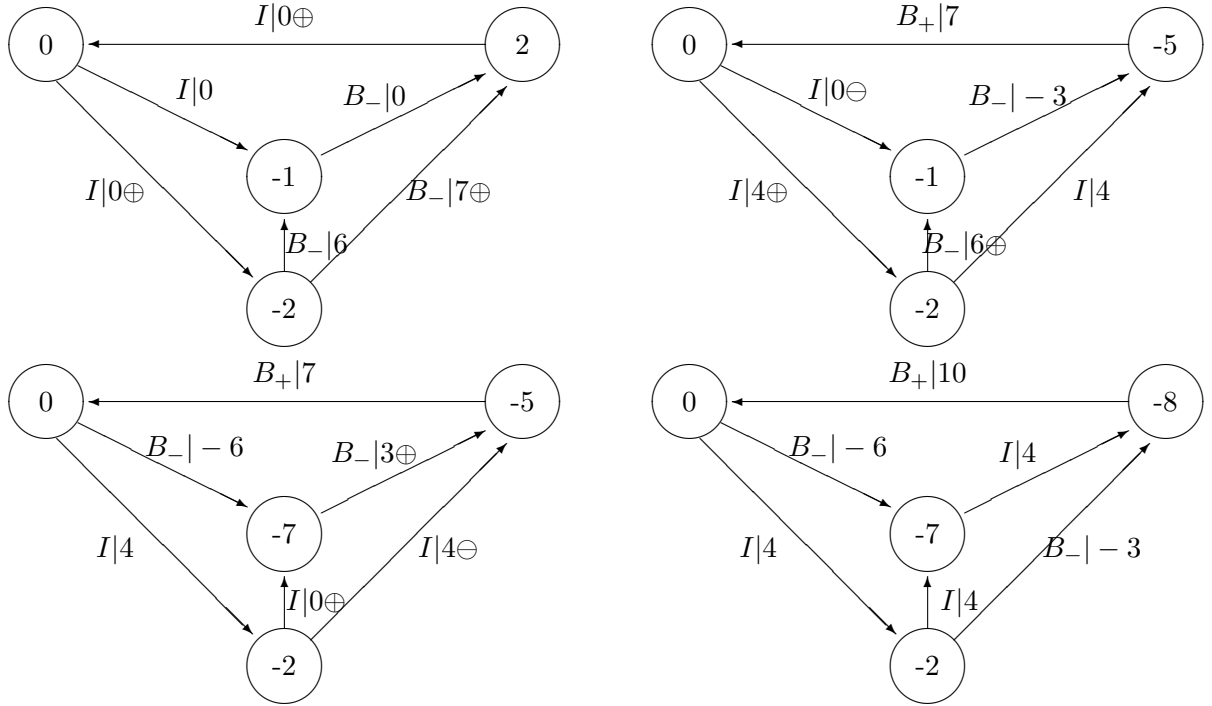 I|0⊕
0
2
I|0
B₋|0
-1
I|0⊕
B₋|7⊕
B₋|6
-2
B₊|7
0
-5
I|0⊖
B₋| − 3
-1
I|4⊕
I|4
B₋|6⊕
-2
B₊|7
0
-5
B₋| − 6
B₋|3⊕
-7
I|4
I|4⊖
I|0⊕
-2
B₊|10
0
-8
B₋| − 6
I|4
-7
I|4
B₋| − 3
I|4
-2